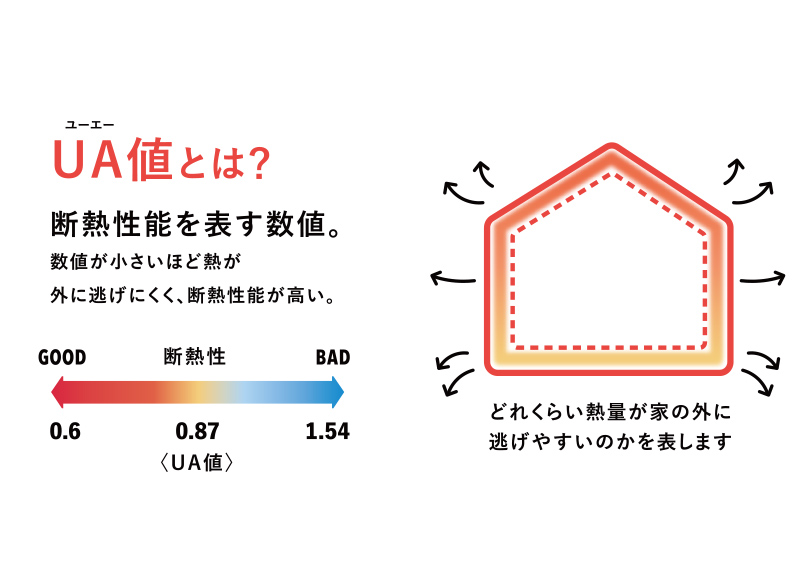 ユーエー
UA値とは？
断熱性能を表す数値。
数値が小さいほど熱が
外に逃げにくく、断熱性能が高い。
GOOD 断熱性 BAD
0.6 0.87 1.54
〈UA値〉
どれくらい熱量が家の外に
逃げやすいのかを表します